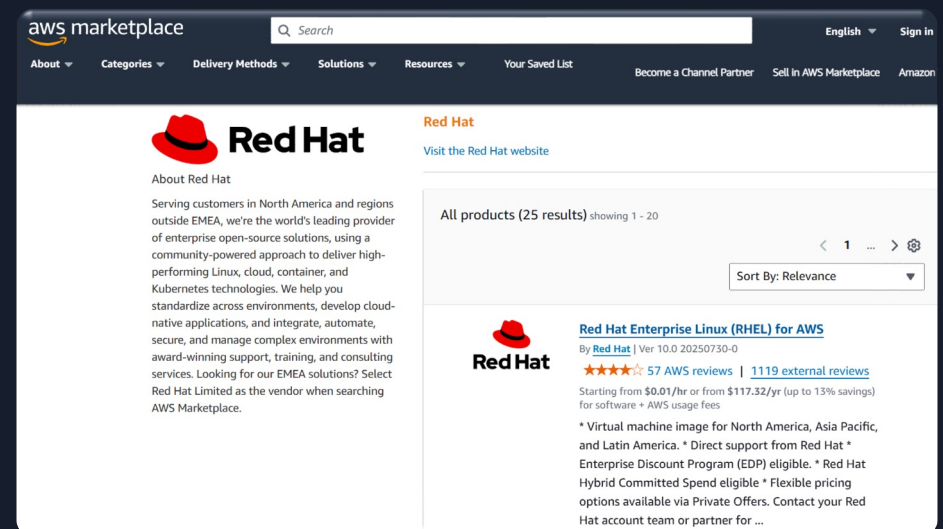 aws marketplace
Search
English
Sign in
About
Categories
Delivery Methods
Solutions
Resources
Your Saved List
Become a Channel Partner
Sell in AWS Marketplace
Amazon
Red Hat
About Red Hat
Serving customers in North America and regions
outside EMEA, we're the world's leading provider
of enterprise open-source solutions, using a
community-powered approach to deliver high-
performing Linux, cloud, container, and
Kubernetes technologies. We help you
standardize across environments, develop cloud-
native applications, and integrate, automate,
secure, and manage complex environments with
award-winning support, training, and consulting
services. Looking for our EMEA solutions? Select
Red Hat Limited as the vendor when searching
AWS Marketplace.
Red Hat
Visit the Red Hat website
All products (25 results) showing 1 - 20
1 ...
Sort By: Relevance
Red Hat
Red Hat Enterprise Linux (RHEL) for AWS
By Red Hat | Ver 10.0 20250730-0
57 AWS reviews | 1119 external reviews
Starting from $0.01/hr or from $117.32/yr (up to 13% savings)
for software + AWS usage fees
* Virtual machine image for North America, Asia Pacific,
and Latin America. * Direct support from Red Hat *
Enterprise Discount Program (EDP) eligible. * Red Hat
Hybrid Committed Spend eligible * Flexible pricing
options available via Private Offers. Contact your Red
Hat account team or partner for ...